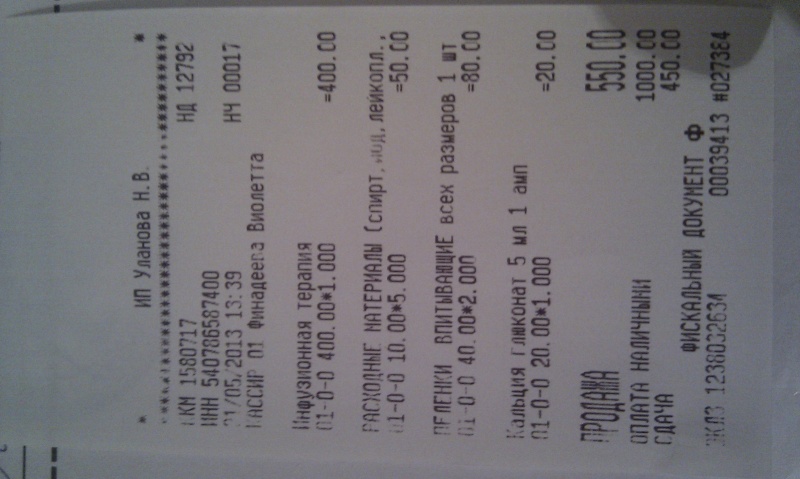 * ИП Уланова Н.В. *
ККМ 1580717 НД 12792
ИНН 540786587400
31/05/2013 13:39 НЧ 00017
КАССИР 01 Финадеева Виолетта
Инфузионная терапия
01-0-0 400.00*1.000 =400.00
РАСХОДНЫЕ МАТЕРИАЛЫ (спирт, йод, лейкопл.,
01-0-0 10.00*5.000 =50.00
ПЕЛЕНКИ ВПИТЫВАЮЩИЕ всех размеров 1 шт
01-0-0 40.00*2.000 =80.00
Кальция глюконат 5 мл 1 амп
01-0-0 20.00*1.000 =20.00
ПРОДАЖА 550.00
ОПЛАТА НАЛИЧНЫМИ 1000.00
СДАЧА 450.00
ФИСКАЛЬНЫЙ ДОКУМЕНТ Ф
ЭКЛЗ 1238032634 00039413 #027384